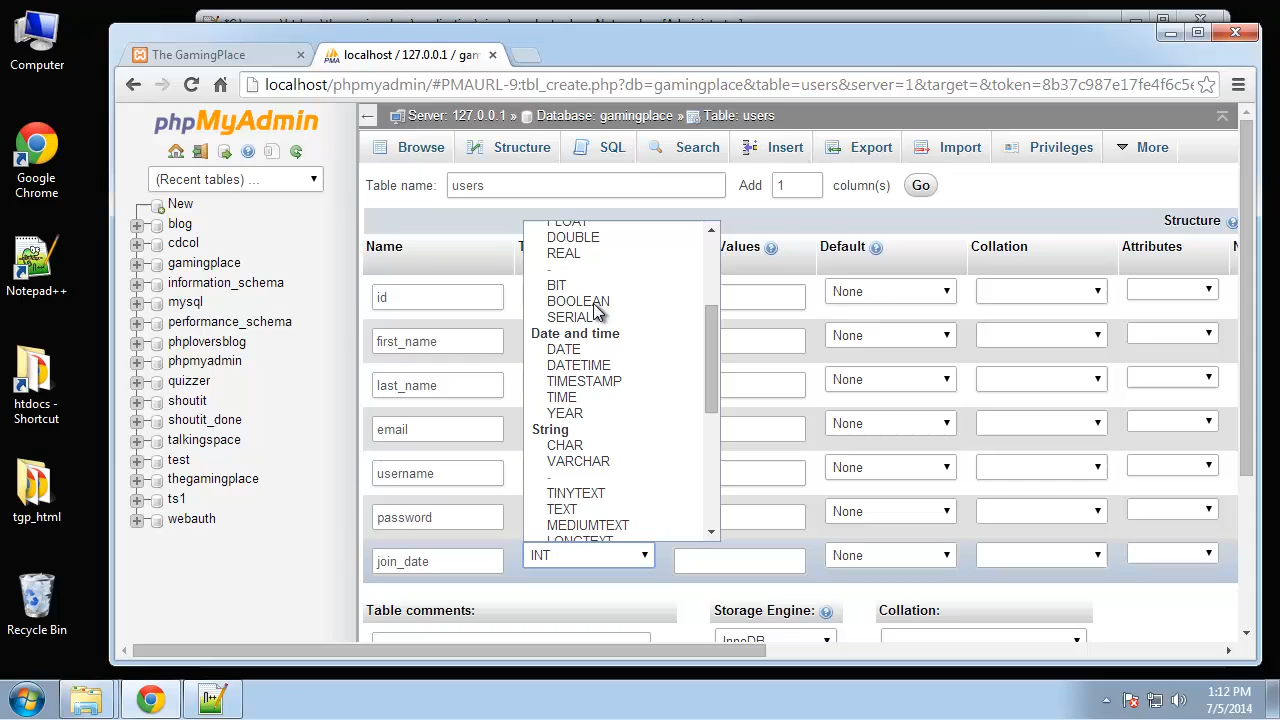 Computer
Google
Chrome
Notepad++
htdocs -
Shortcut
tgp_html
Recycle Bin
The GamingPlace
localhost / 127.0.0.1 / gam
localhost/phpmyadmin/#PMAURL-9:tbl_create.php?db=gamingplace&table=users&server=1&target=&token=8b37c987e17fe4f6c5e
phpMyAdmin
(Recent tables) ...
New
blog
cdcol
gamingplace
information_schema
mysql
performance_schema
phploversblog
phpmyadmin
quizzer
shoutit
shoutit_done
talkingspace
test
thegamingplace
ts1
webauth
Server: 127.0.0.1 » Database: gamingplace » Table: users
Browse Structure SQL Search Insert Export Import Privileges More
Table name: users Add 1 column(s) Go
Structure
Name Values Default Collation Attributes
id None
first_name None
last_name None
email None
username None
password None
join_date INT None
FLOAT
DOUBLE
REAL
-
BIT
BOOLEAN
SERIAL
Date and time
DATE
DATETIME
TIMESTAMP
TIME
YEAR
String
CHAR
VARCHAR
-
TINYTEXT
TEXT
MEDIUMTEXT
LONGTEXT
Table comments: Storage Engine: Collation:
InnoDB
1:12 PM
7/5/2014